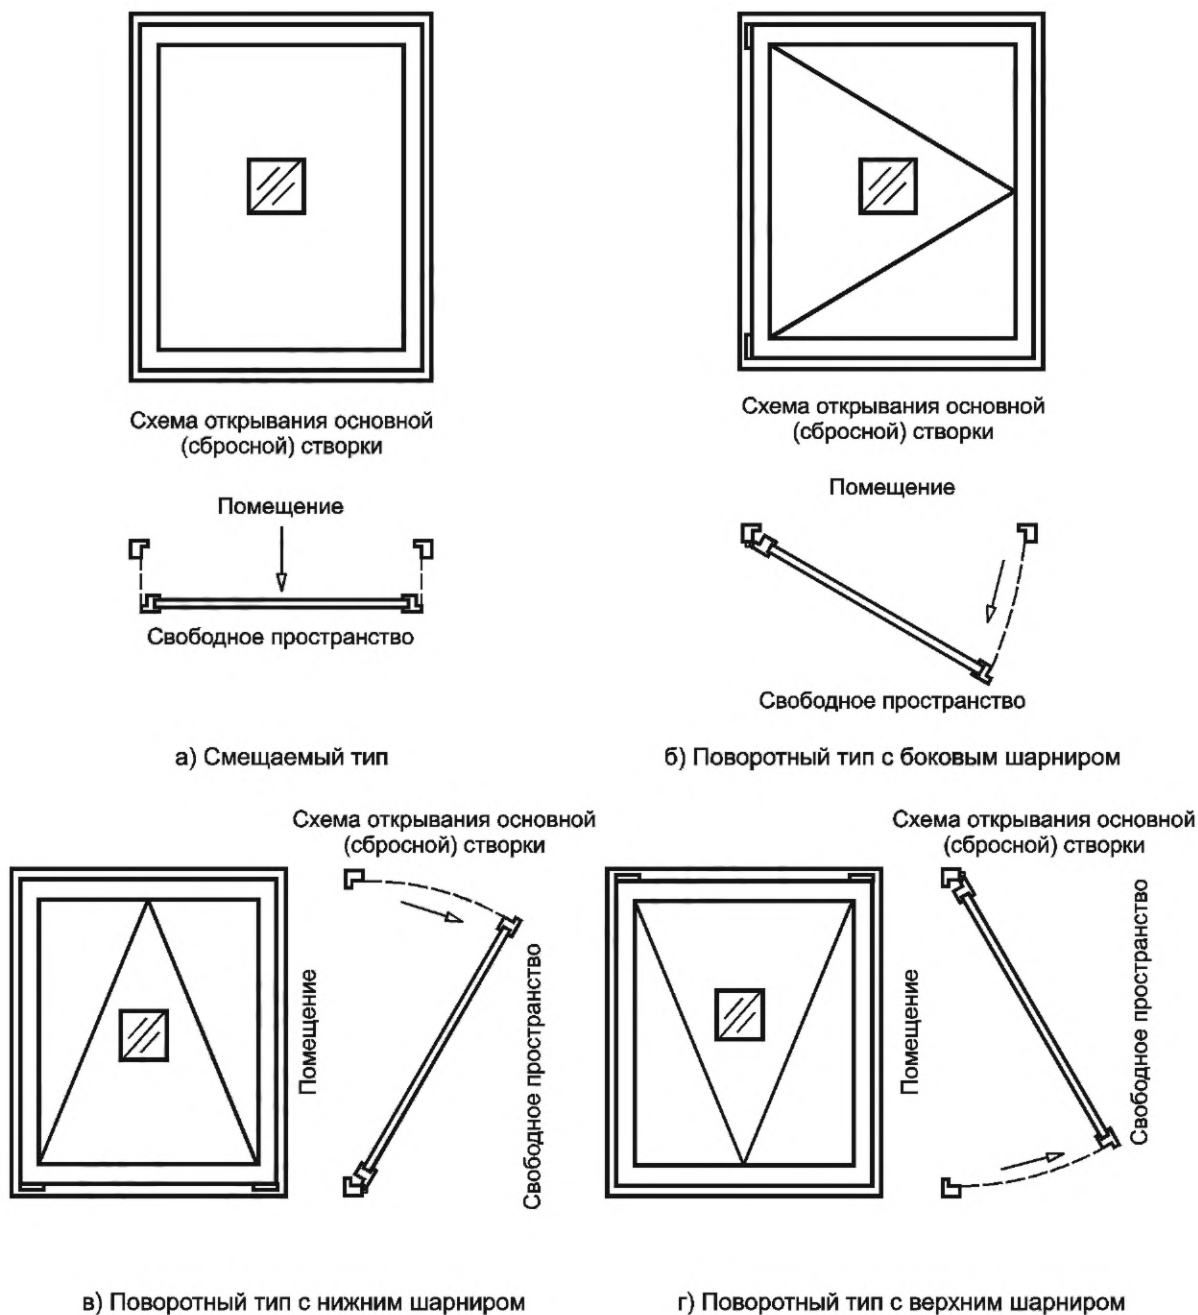 Схема открывания основной
(сбросной) створки
Помещение
Свободное пространство
а) Смещаемый тип
Схема открывания основной
(сбросной) створки
Помещение
Свободное пространство
б) Поворотный тип с боковым шарниром
Схема открывания основной
(сбросной) створки
Помещение
Свободное пространство
в) Поворотный тип с нижним шарниром
Схема открывания основной
(сбросной) створки
Помещение
Свободное пространство
г) Поворотный тип с верхним шарниром